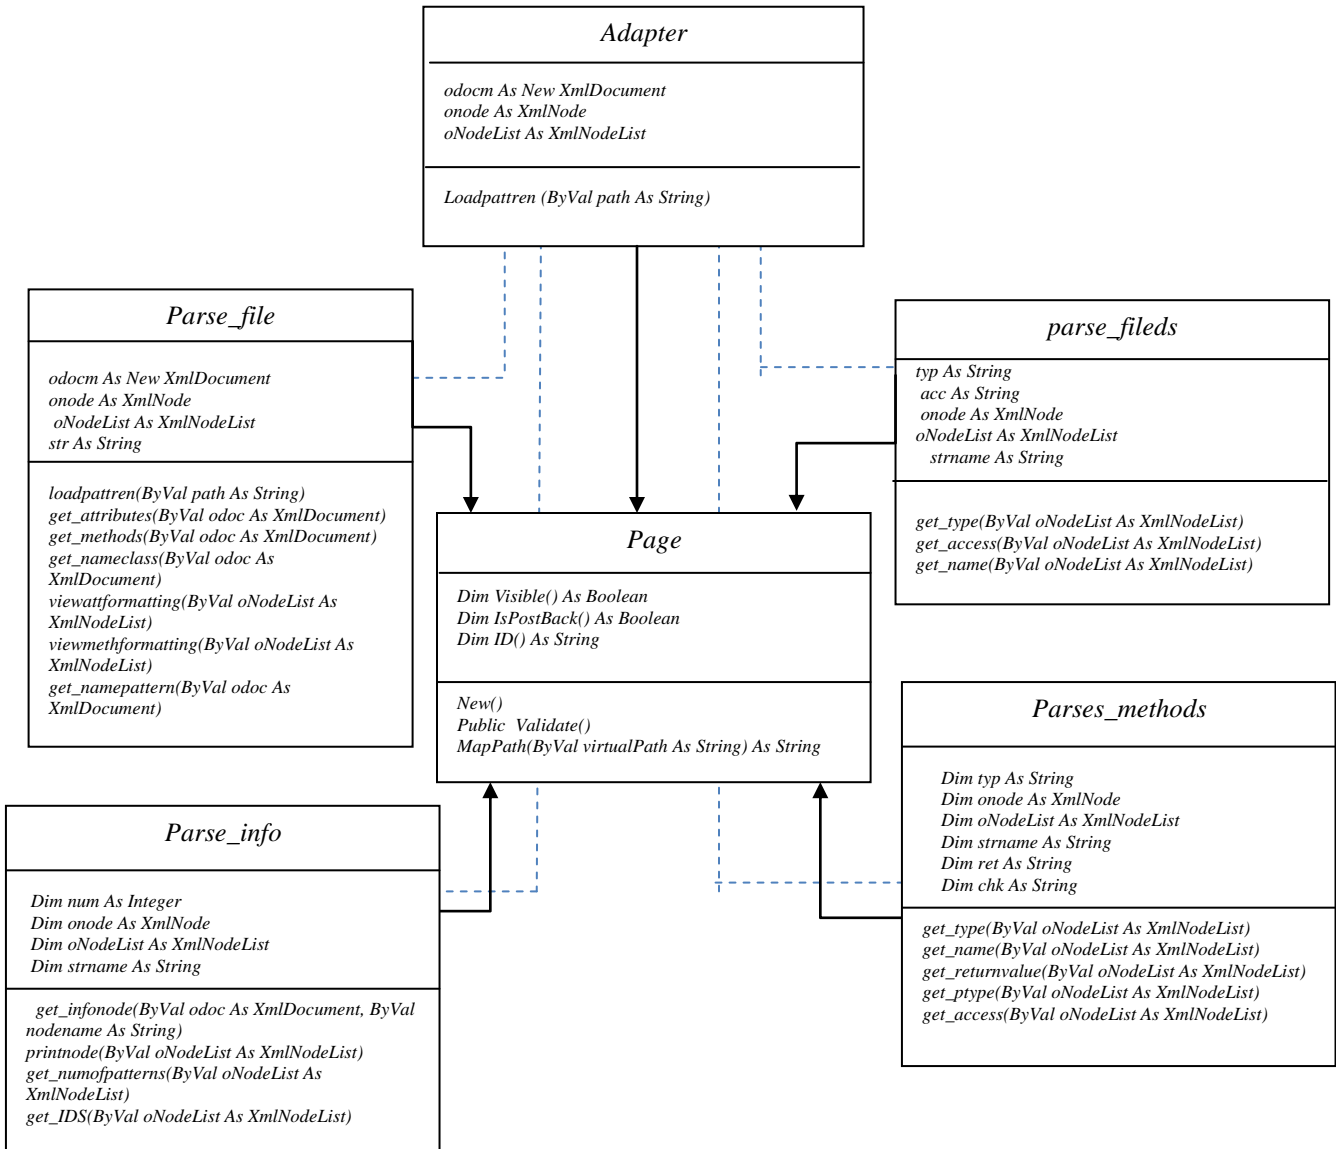 Adapter
odocm As New XmlDocument
onode As XmlNode
oNodeList As XmlNodeList
Loadpattren (ByVal path As String)
Parse_file
odocm As New XmlDocument
onode As XmlNode
oNodeList As XmlNodeList
str As String
loadpattren(ByVal path As String)
get_attributes(ByVal odoc As XmlDocument)
get_methods(ByVal odoc As XmlDocument)
get_nameclass(ByVal odoc As
XmlDocument)
viewattformatting(ByVal oNodeList As
XmlNodeList)
viewmethformatting(ByVal oNodeList As
XmlNodeList)
get_namepattern(ByVal odoc As
XmlDocument)
parse_fileds
typ As String
acc As String
onode As XmlNode
oNodeList As XmlNodeList
strname As String
get_type(ByVal oNodeList As XmlNodeList)
get_access(ByVal oNodeList As XmlNodeList)
get_name(ByVal oNodeList As XmlNodeList)
Page
Dim Visible() As Boolean
Dim IsPostBack() As Boolean
Dim ID() As String
New()
Public Validate()
MapPath(ByVal virtualPath As String) As String
Parses_methods
Dim typ As String
Dim onode As XmlNode
Dim oNodeList As XmlNodeList
Dim strname As String
Dim ret As String
Dim chk As String
get_type(ByVal oNodeList As XmlNodeList)
get_name(ByVal oNodeList As XmlNodeList)
get_returnvalue(ByVal oNodeList As XmlNodeList)
get_ptype(ByVal oNodeList As XmlNodeList)
get_access(ByVal oNodeList As XmlNodeList)
Parse_info
Dim num As Integer
Dim onode As XmlNode
Dim oNodeList As XmlNodeList
Dim strname As String
get_infonode(ByVal odoc As XmlDocument, ByVal
nodename As String)
printnode(ByVal oNodeList As XmlNodeList)
get_numofpatterns(ByVal oNodeList As
XmlNodeList)
get_IDS(ByVal oNodeList As XmlNodeList)